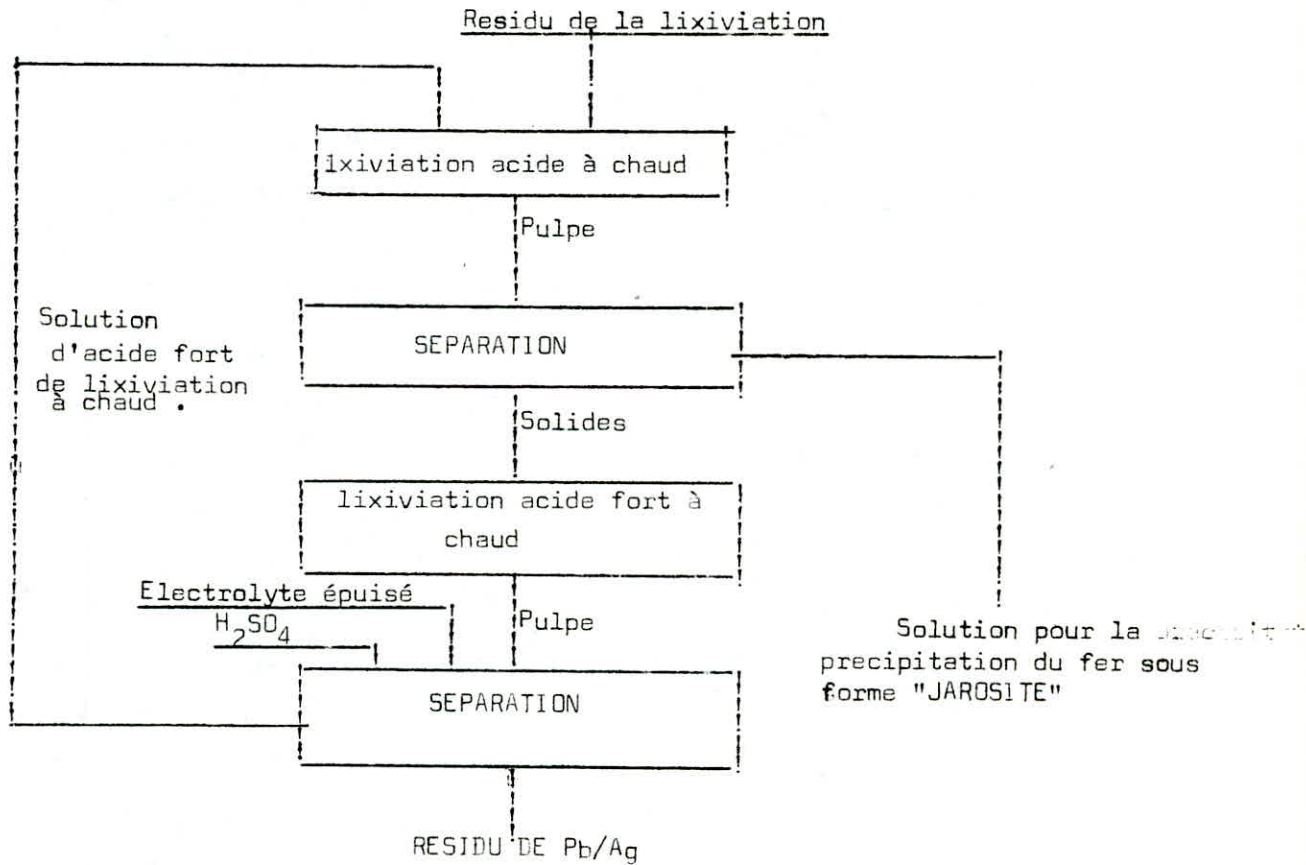 Residu de la lixiviation
lxiviation acide à chaud
Pulpe
Solution
d'acide fort
de lixiviation
à chaud .
SEPARATION
Solides
lixiviation acide fort à
chaud
Electrolyte épuisé
H2SO4
Pulpe
Solution pour la
precipitation du fer sous
forme "JAROSITE"
SEPARATION
RESIDU DE Pb/Ag